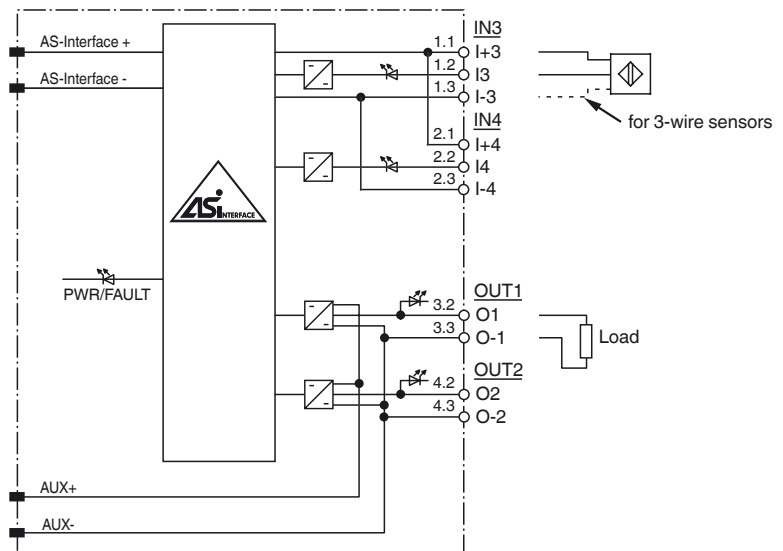 AS-Interface +
AS-Interface -
IN3
1.1 I+3
1.2 I3
1.3 I-3
for 3-wire sensors
IN4
2.1 I+4
2.2 I4
2.3 I-4
ASi INTERFACE
PWR/FAULT
OUT1
3.2 O1
3.3 O-1
Load
OUT2
4.2 O2
4.3 O-2
AUX+
AUX-